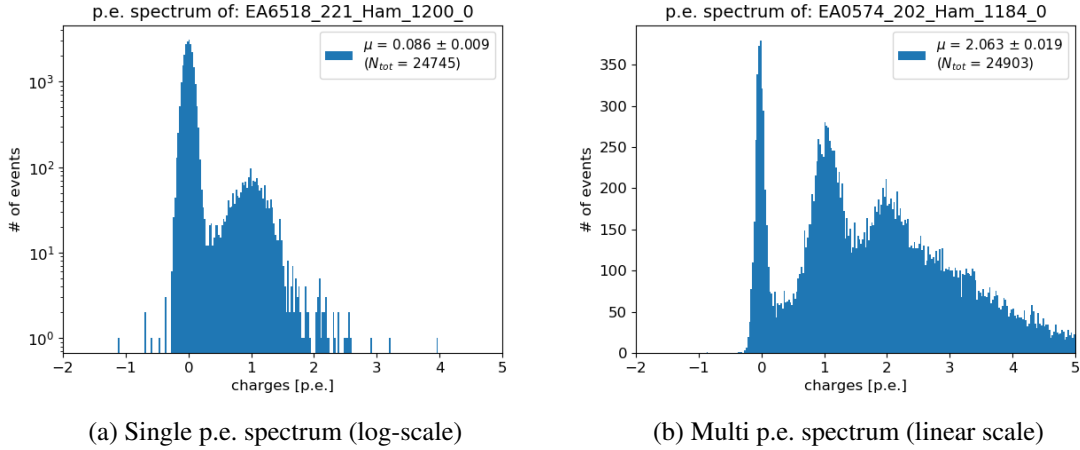 p.e. spectrum of: EA6518_221_Ham_1200_0
μ = 0.086 ± 0.009
(N_tot = 24745)
# of events
10³
10²
10¹
10⁰
−2 −1 0 1 2 3 4 5
charges [p.e.]
(a) Single p.e. spectrum (log-scale)
p.e. spectrum of: EA0574_202_Ham_1184_0
μ = 2.063 ± 0.019
(N_tot = 24903)
# of events
350
300
250
200
150
100
50
0
−2 −1 0 1 2 3 4 5
charges [p.e.]
(b) Multi p.e. spectrum (linear scale)